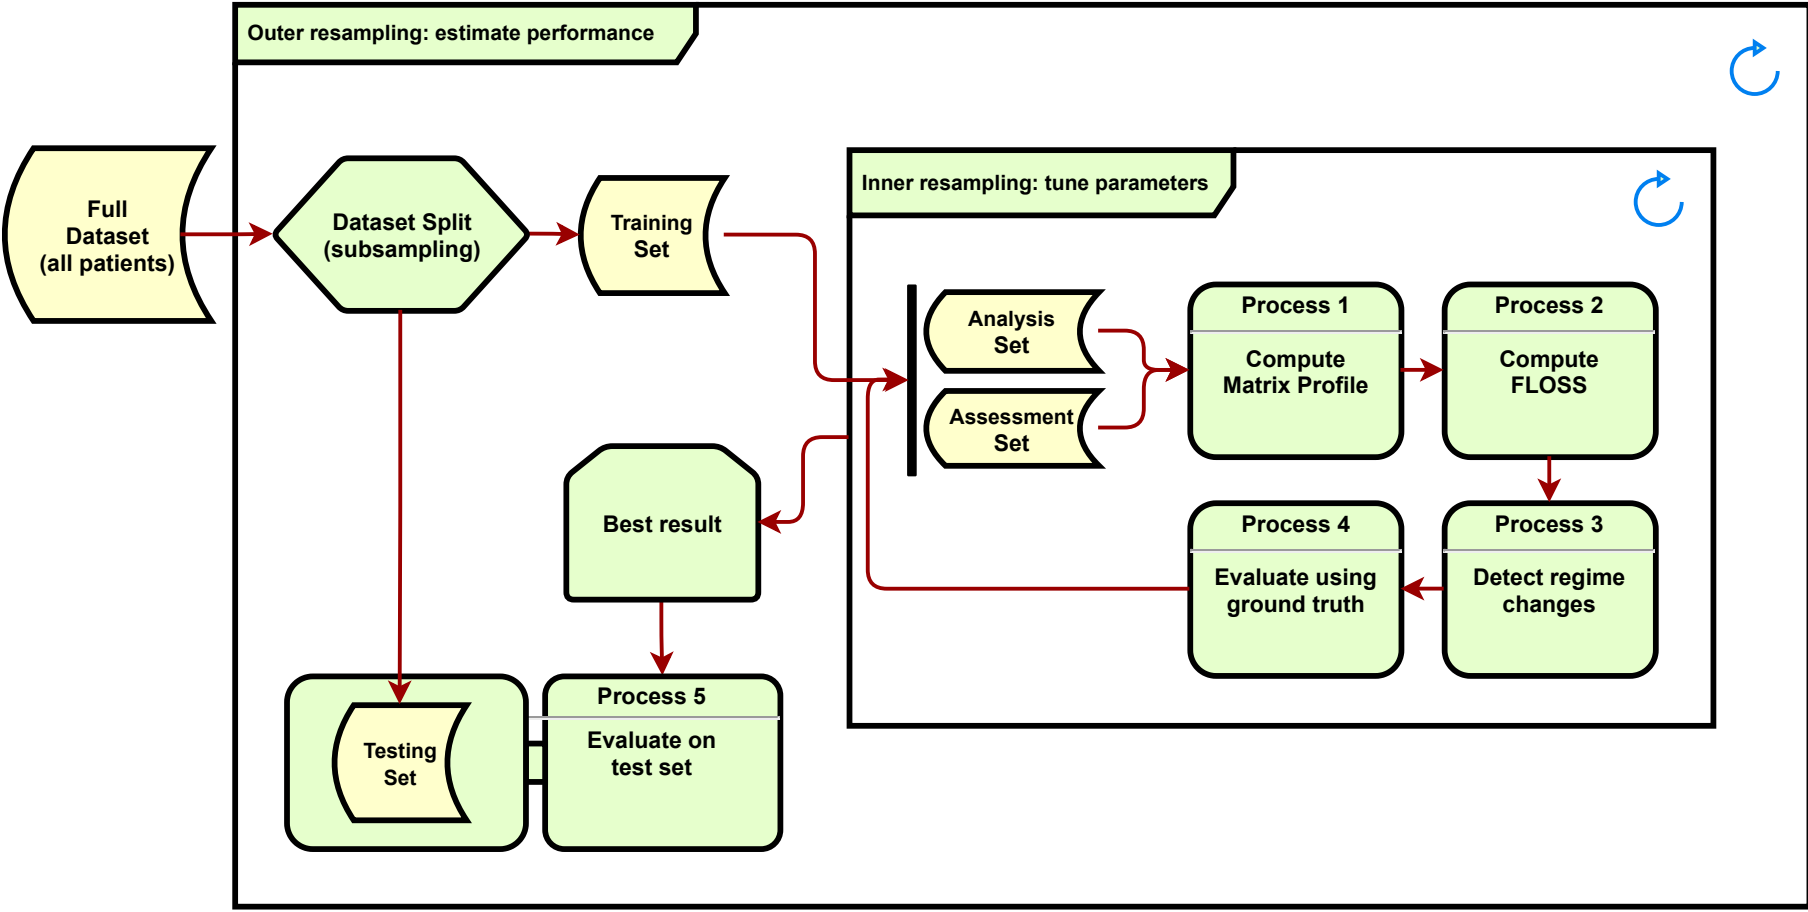 Outer resampling: estimate performance
Full
Dataset
(all patients)
Dataset Split
(subsampling)
Training
Set
Inner resampling: tune parameters
Analysis
Set
Assessment
Set
Process 1
Compute
Matrix Profile
Process 2
Compute
FLOSS
Process 3
Detect regime
changes
Process 4
Evaluate using
ground truth
Best result
Process 5
Evaluate on
test set
Testing
Set